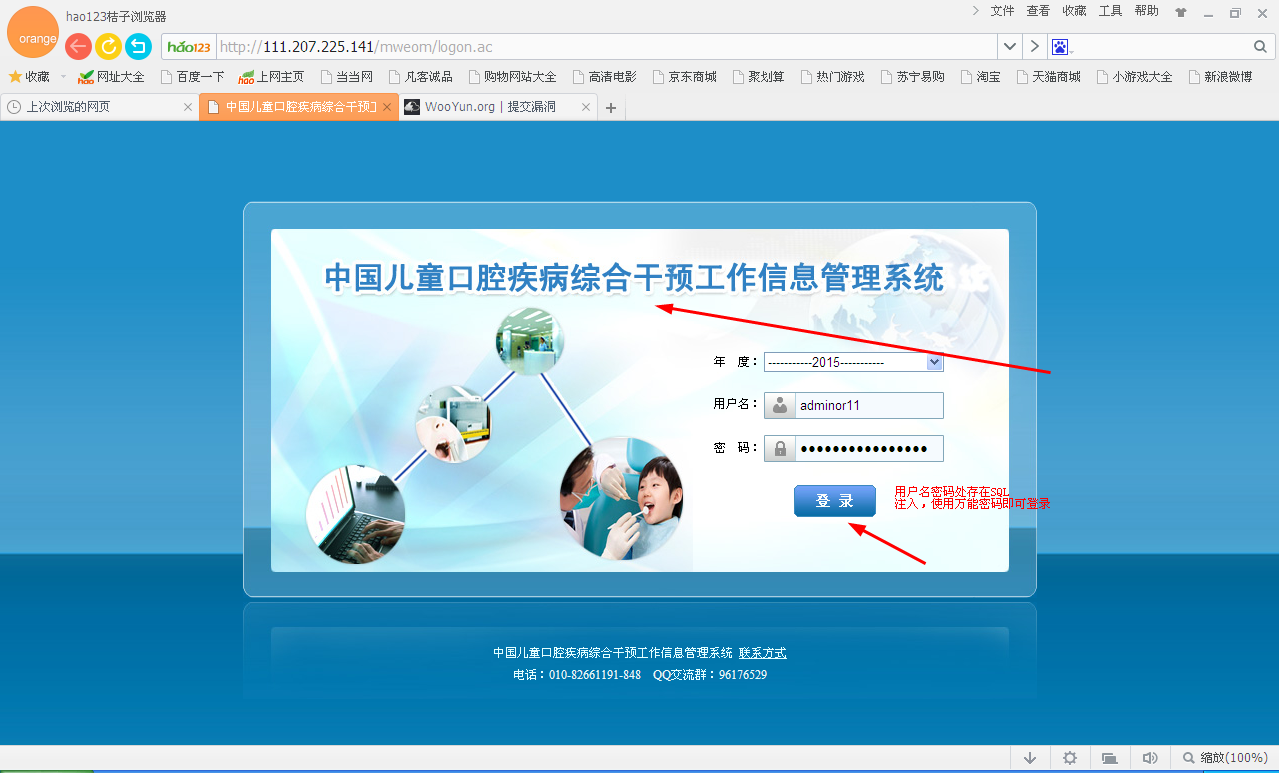 hao123桔子浏览器
文件 查看 收藏 工具 帮助
orange
hao123 http://111.207.225.141/mweom/logon.ac
收藏 网址大全 百度一下 上网主页 当当网 凡客诚品 购物网站大全 高清电影 京东商城 聚划算 热门游戏 苏宁易购 淘宝 天猫商城 小游戏大全 新浪微博
上次浏览的网页 中国儿童口腔疾病综合干预工 WooYun.org | 提交漏洞
中国儿童口腔疾病综合干预工作信息管理系统
年 度： -----------2015-----------
用户名： adminor11
密 码： ●●●●●●●●●●●●●●●●
登 录
用户名密码处存在SQL
注入，使用万能密码即可登录
中国儿童口腔疾病综合干预工作信息管理系统 联系方式
电话：010-82661191-848 QQ交流群：96176529
缩放(100%)